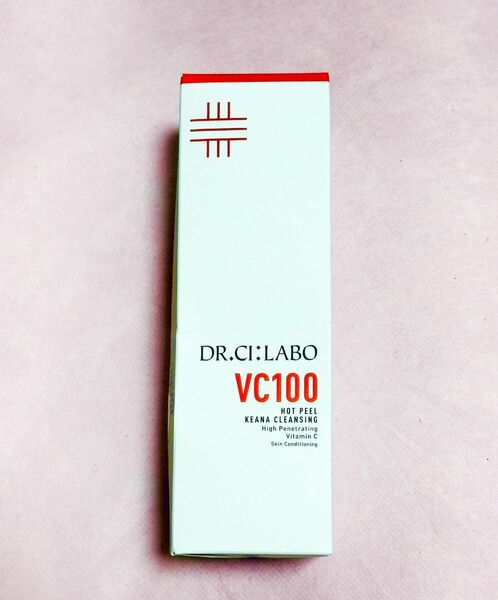 DR.CI:LABO
VC100
HOT PEEL
KEANA CLEANSING
High Penetrating
Vitamin C
Skin Conditioning